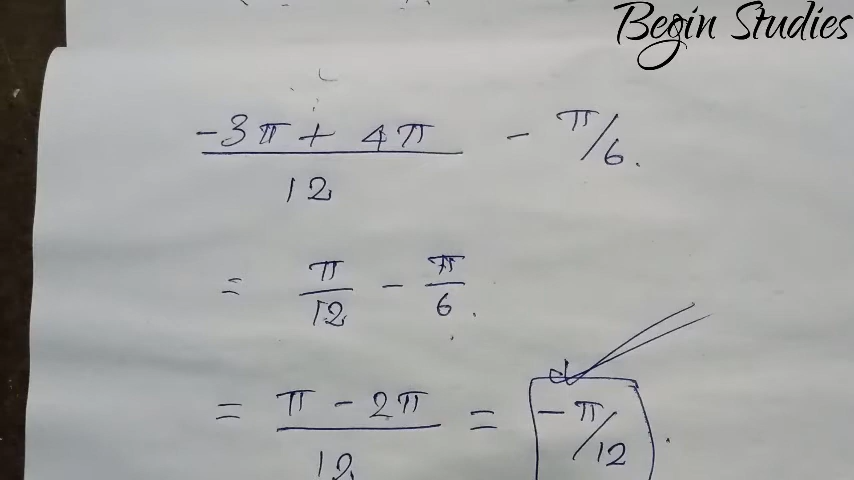 Begin Studies
-3π + 4π / 12 - π/6.
= π/12 - π/6.
= π - 2π / 12 = -π/12.